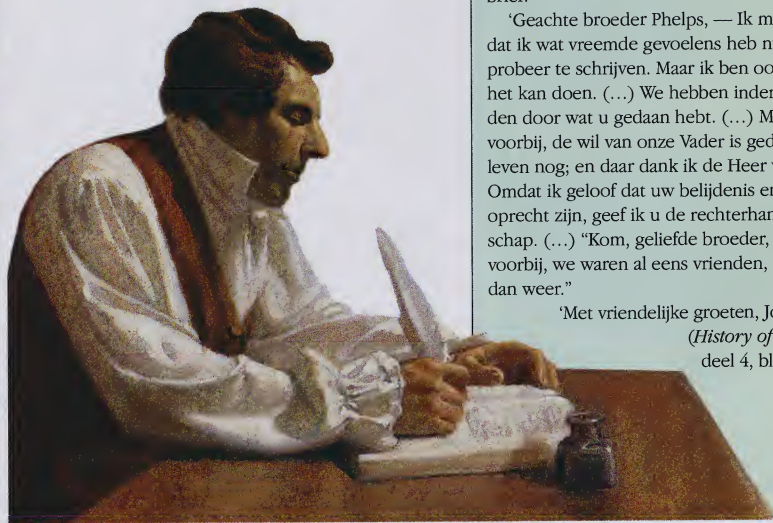 'Geachte broeder Phelps, — Ik m
dat ik wat vreemde gevoelens heb n
probeer te schrijven. Maar ik ben oo
het kan doen. (…) We hebben inder
den door wat u gedaan hebt. (…) M
voorbij, de wil van onze Vader is ged
leven nog; en daar dank ik de Heer v
Omdat ik geloof dat uw belijdenis en
oprecht zijn, geef ik u de rechterhan
schap. (…) "Kom, geliefde broeder,
voorbij, we waren al eens vrienden,
dan weer."
'Met vriendelijke groeten, Jo
(History of
deel 4, bl